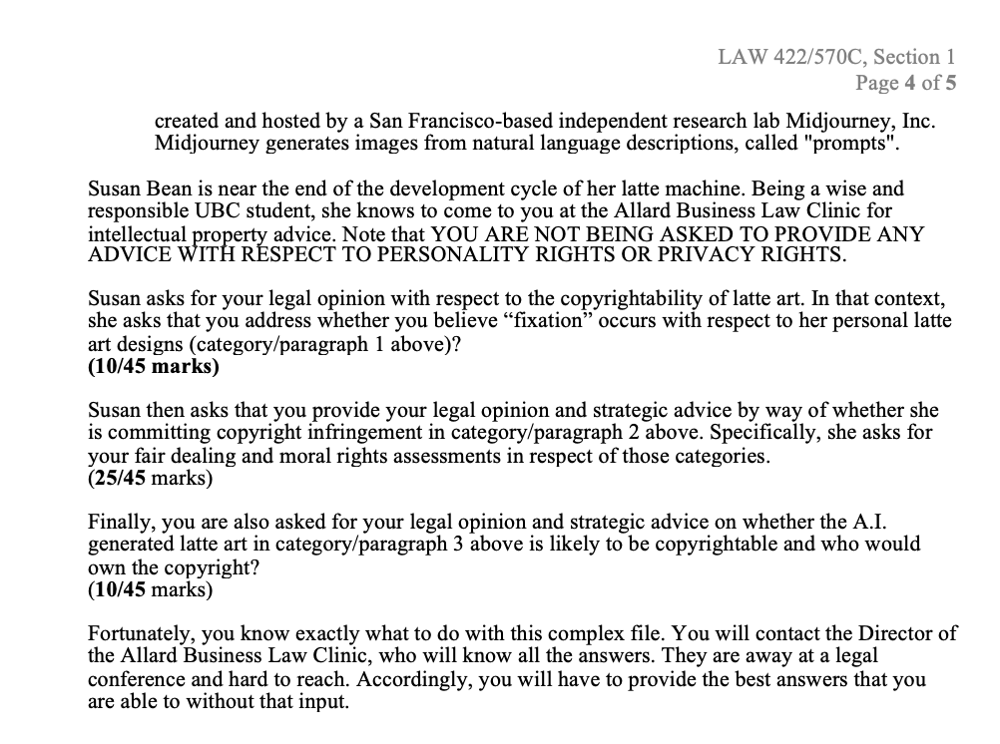 LAW 422/570C, Section 1
Page 4 of 5
created and hosted by a San Francisco-based independent research lab Midjourney, Inc.
Midjourney generates images from natural language descriptions, called "prompts".
Susan Bean is near the end of the development cycle of her latte machine. Being a wise and
responsible UBC student, she knows to come to you at the Allard Business Law Clinic for
intellectual property advice. Note that YOU ARE NOT BEING ASKED TO PROVIDE ANY
ADVICE WITH RESPECT TO PERSONALITY RIGHTS OR PRIVACY RIGHTS.
Susan asks for your legal opinion with respect to the copyrightability of latte art. In that context,
she asks that you address whether you believe “fixation” occurs with respect to her personal latte
art designs (category/paragraph 1 above)?
(10/45 marks)
Susan then asks that you provide your legal opinion and strategic advice by way of whether she
is committing copyright infringement in category/paragraph 2 above. Specifically, she asks for
your fair dealing and moral rights assessments in respect of those categories.
(25/45 marks)
Finally, you are also asked for your legal opinion and strategic advice on whether the A.I.
generated latte art in category/paragraph 3 above is likely to be copyrightable and who would
own the copyright?
(10/45 marks)
Fortunately, you know exactly what to do with this complex file. You will contact the Director of
the Allard Business Law Clinic, who will know all the answers. They are away at a legal
conference and hard to reach. Accordingly, you will have to provide the best answers that you
are able to without that input.